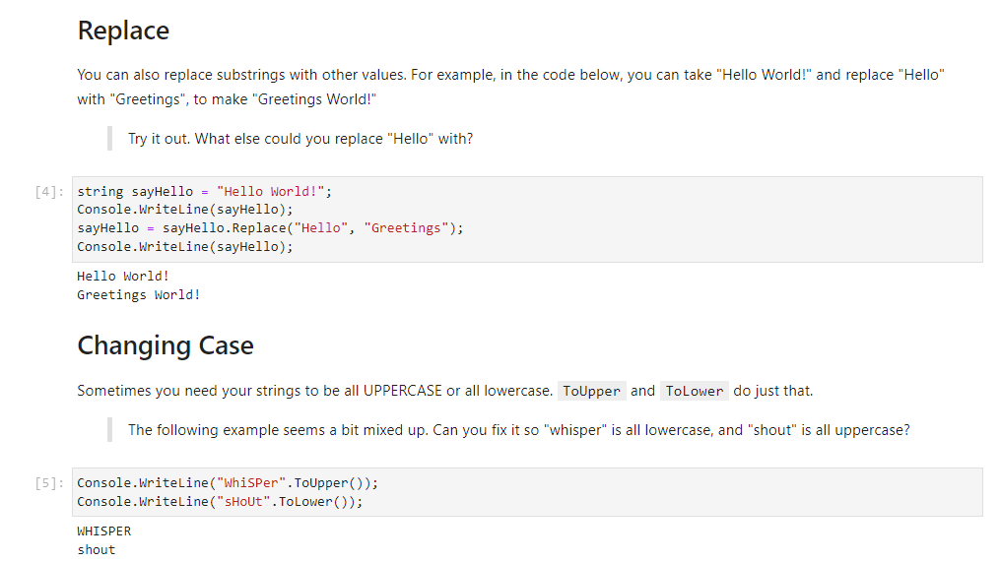 Replace
You can also replace substrings with other values. For example, in the code below, you can take "Hello World!" and replace "Hello"
with "Greetings", to make "Greetings World!"
Try it out. What else could you replace "Hello" with?
[4]: string sayHello = "Hello World!";
Console.WriteLine(sayHello);
sayHello = sayHello.Replace("Hello", "Greetings");
Console.WriteLine(sayHello);
Hello World!
Greetings World!
Changing Case
Sometimes you need your strings to be all UPPERCASE or all lowercase. ToUpper and ToLower do just that.
The following example seems a bit mixed up. Can you fix it so "whisper" is all lowercase, and "shout" is all uppercase?
[5]: Console.WriteLine("WhiSPer".ToUpper());
Console.WriteLine("sHoUt".ToLower());
WHISPER
shout